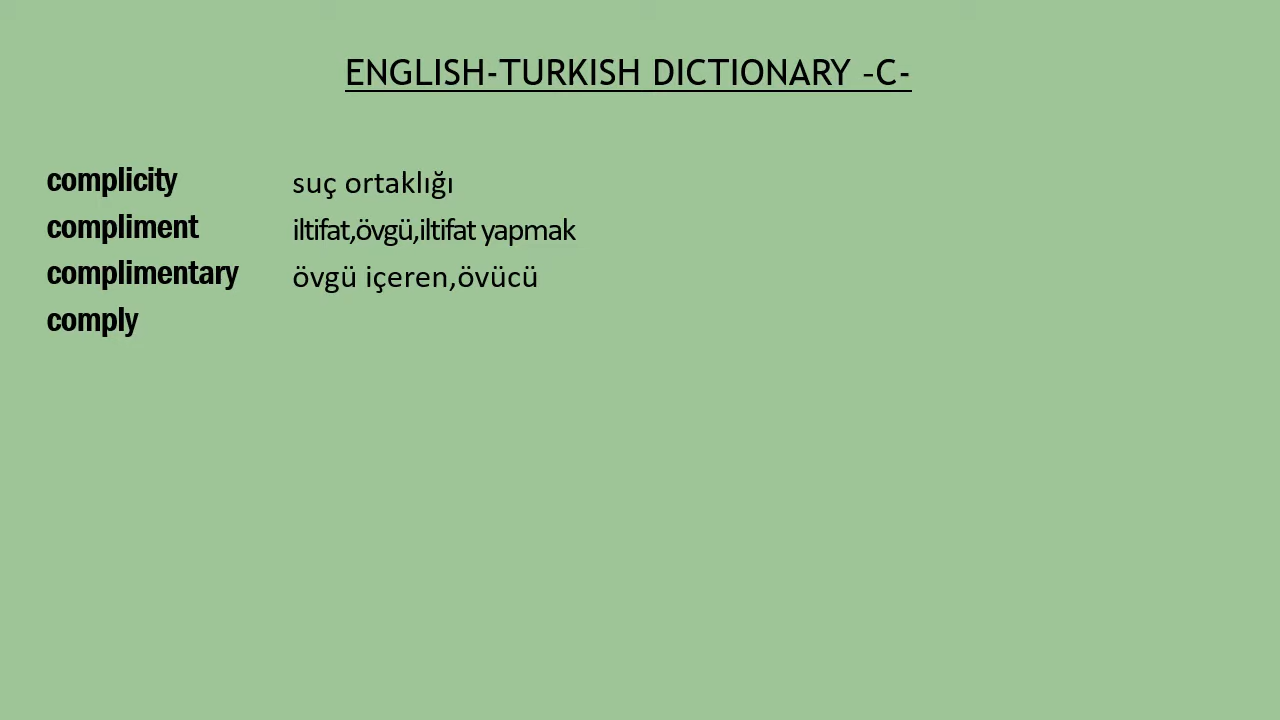 ENGLISH-TURKISH DICTIONARY –C-
complicity suç ortaklığı
compliment iltifat,övgü,iltifat yapmak
complimentary övgü içeren,övücü
comply